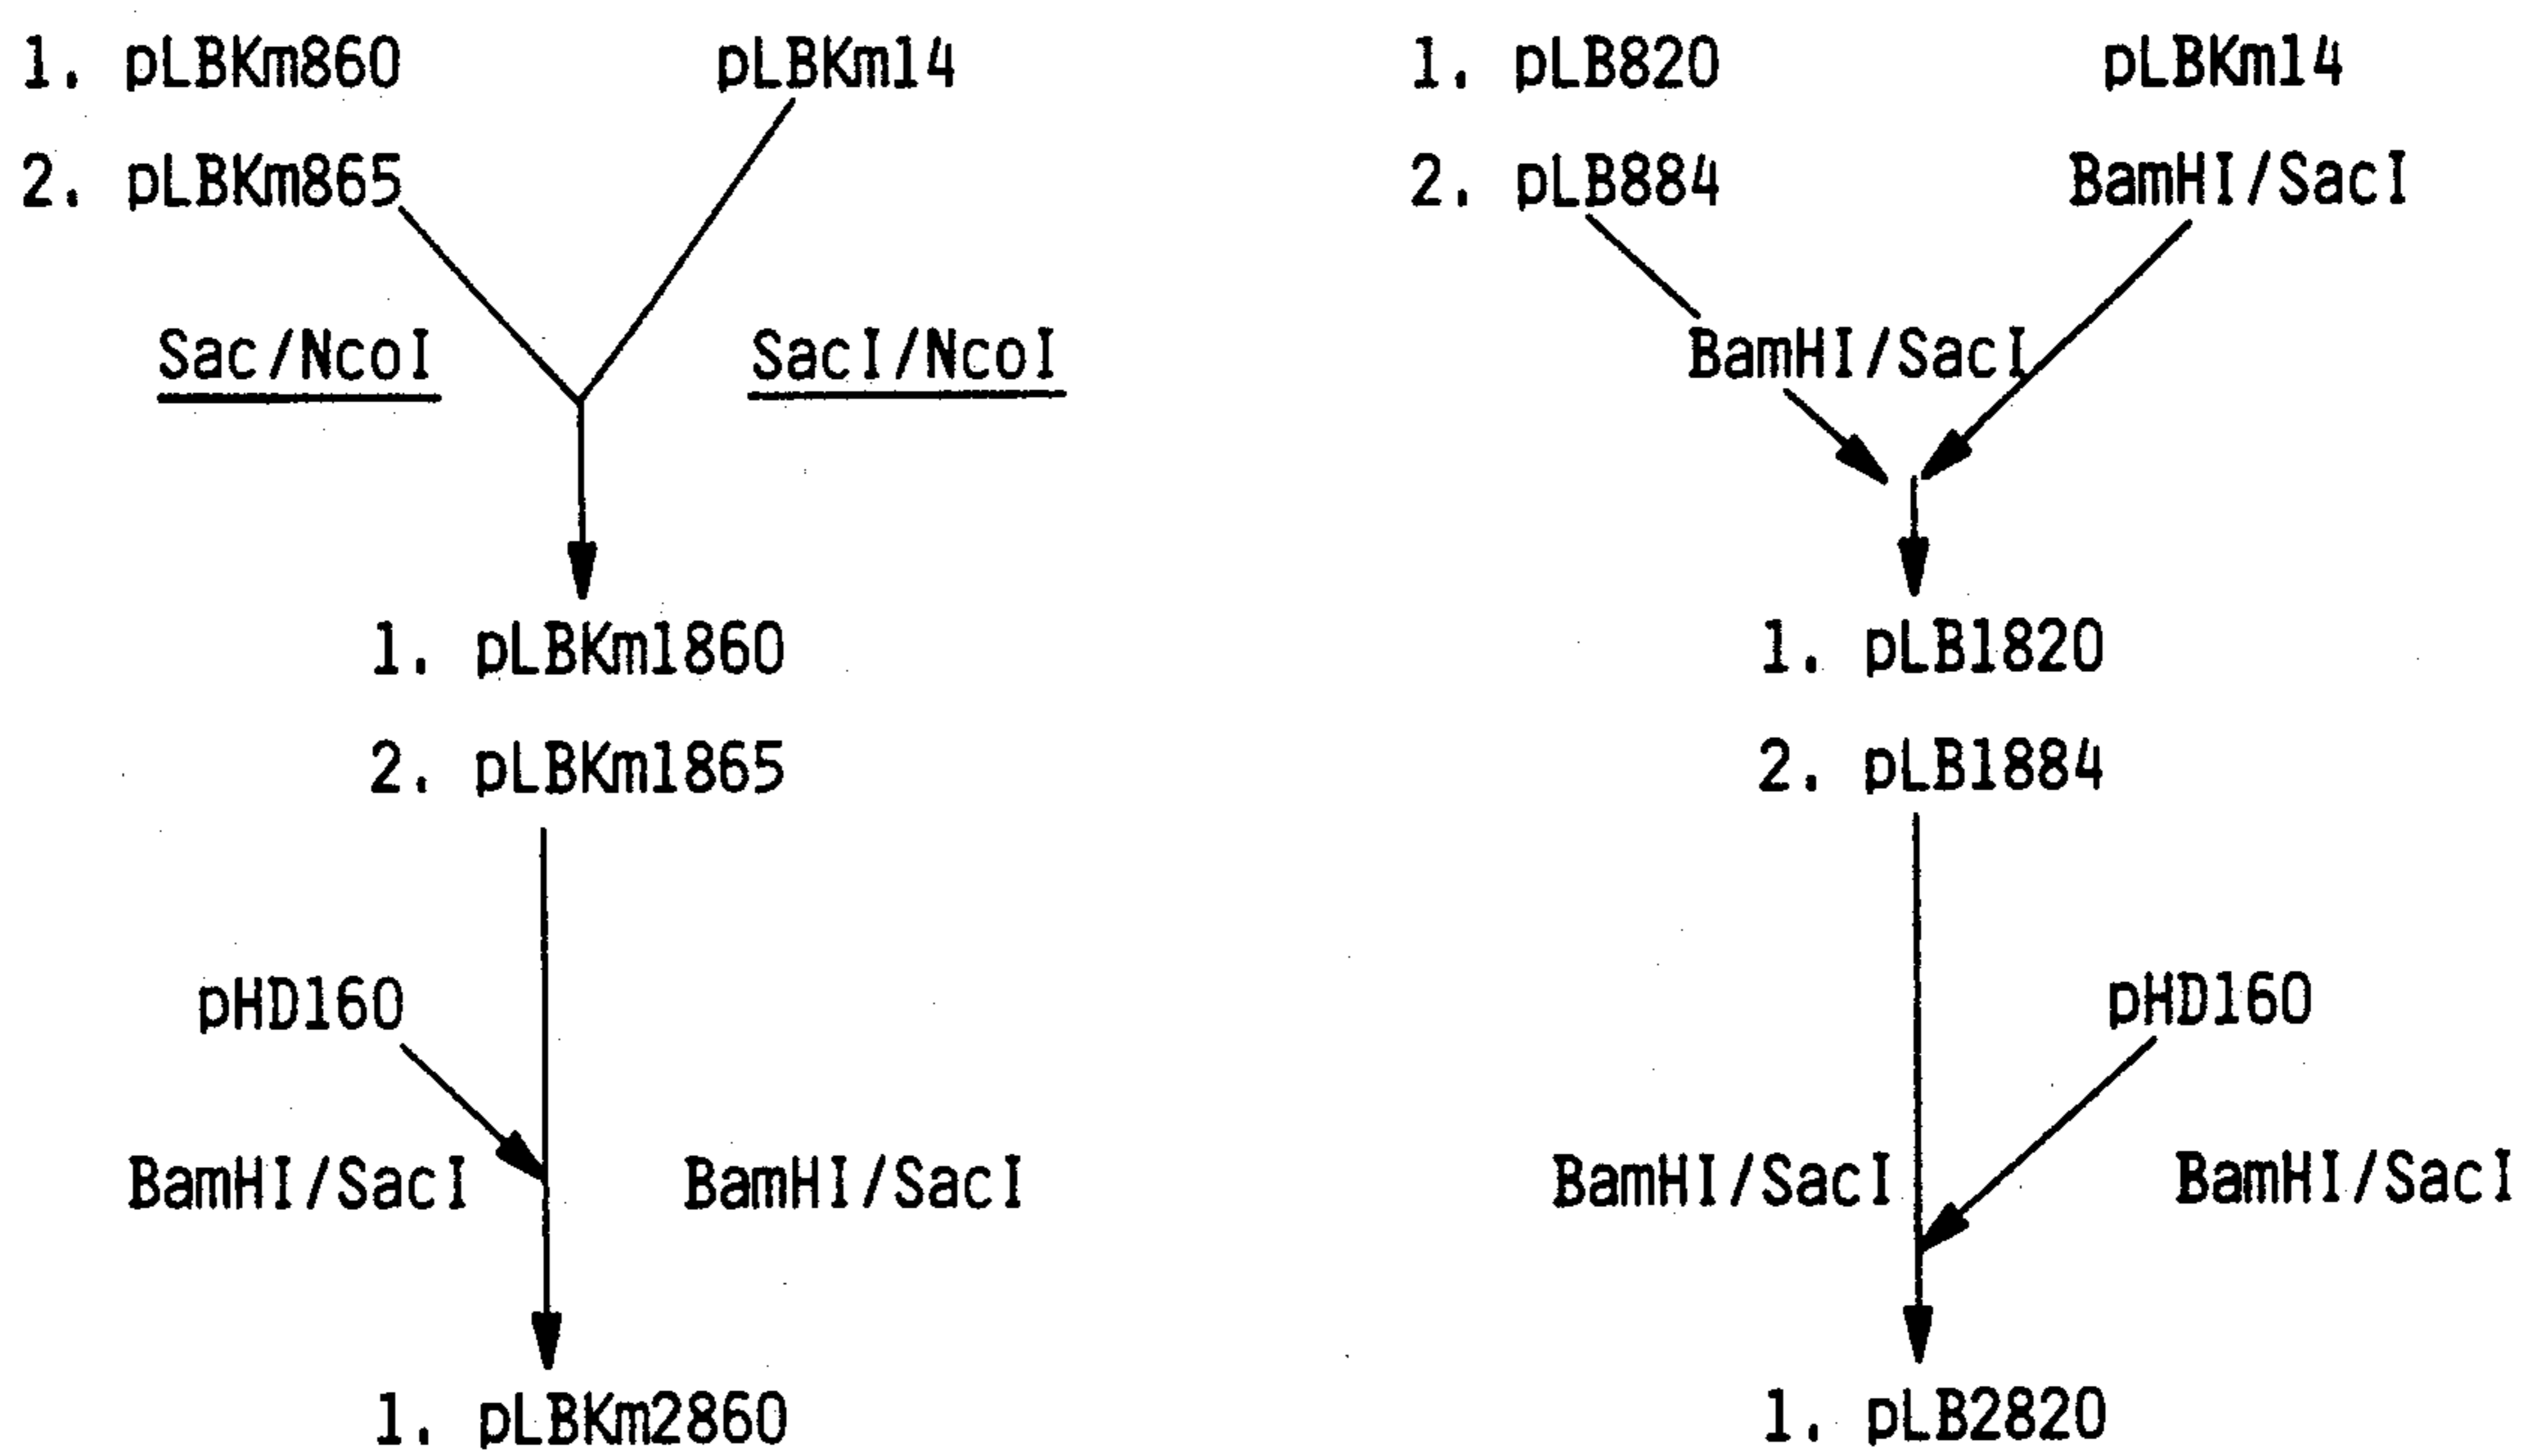 1. pLBKm860
pLBKm14
2. pLBKm865
Sac/NcoI
SacI/NcoI
1. pLBKm1860
2. pLBKm1865
pHD160
BamHI/SacI
BamHI/SacI
1. pLBKm2860
1. pLB820
pLBKm14
2. pLB884
BamHI/SacI
BamHI/SacI
1. pLB1820
2. pLB1884
pHD160
BamHI/SacI
BamHI/SacI
1. pLB2820